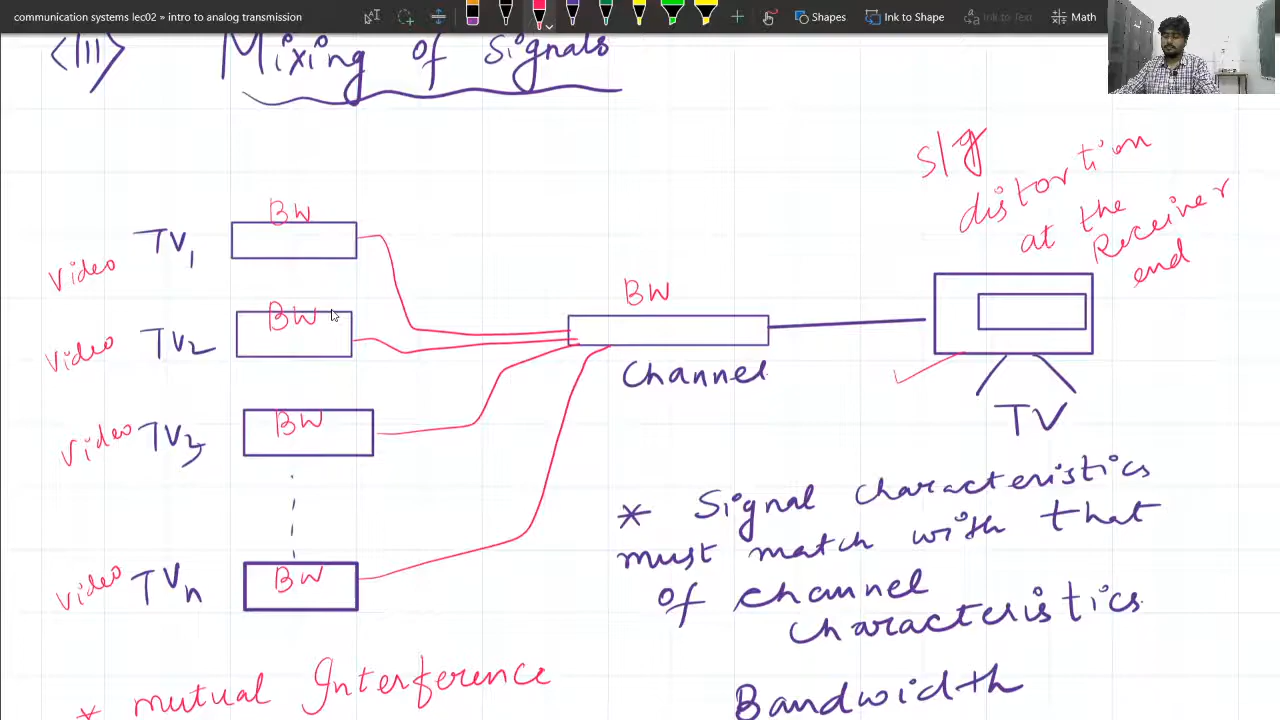 communication systems lec02 » intro to analog transmission
Shapes
Ink to Shape
Ink to Text
Math
<III> Mixing of Signals
s/g
distortion
at the
Receiver
end
BW
TV1
Video
BW
TV2
Video
BW
Channel
BW
TV3
Video
TV
BW
TVn
Video
* Signal characteristics
must match with that
of channel
characteristics
Bandwidth
* mutual Interference